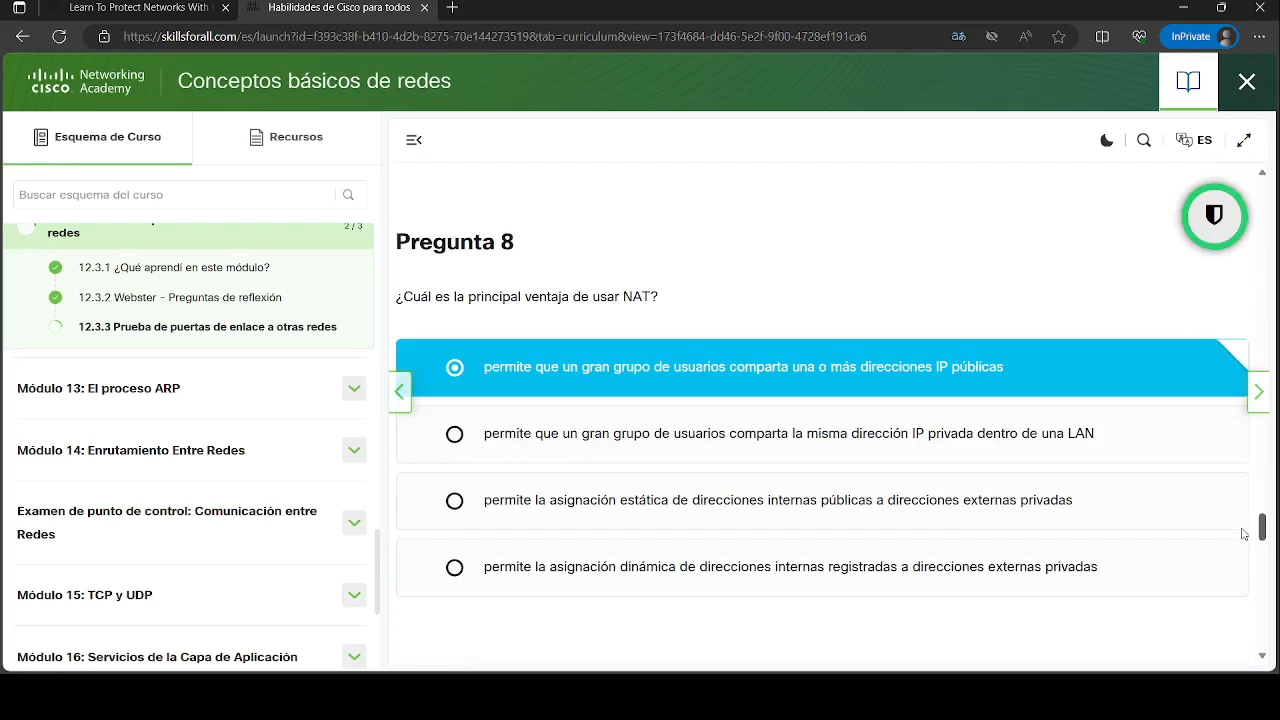 Learn To Protect Networks With
Habilidades de Cisco para todos
https://skillsforall.com/es/launch?id=f393c38f-b410-4d2b-8275-70e1442735198&tab=curriculum&view=173f4684-dd46-5e2f-9f00-4728ef191ca6
InPrivate
Networking
CISCO Academy
Conceptos básicos de redes
Esquema de Curso
Recursos
ES
Buscar esquema del curso
redes
2/3
12.3.1 ¿Qué aprendí en este módulo?
12.3.2 Webster - Preguntas de reflexión
12.3.3 Prueba de puertas de enlace a otras redes
Módulo 13: El proceso ARP
Módulo 14: Enrutamiento Entre Redes
Examen de punto de control: Comunicación entre
Redes
Módulo 15: TCP y UDP
Módulo 16: Servicios de la Capa de Aplicación
Pregunta 8
¿Cuál es la principal ventaja de usar NAT?
permite que un gran grupo de usuarios comparta una o más direcciones IP públicas
permite que un gran grupo de usuarios comparta la misma dirección IP privada dentro de una LAN
permite la asignación estática de direcciones internas públicas a direcciones externas privadas
permite la asignación dinámica de direcciones internas registradas a direcciones externas privadas